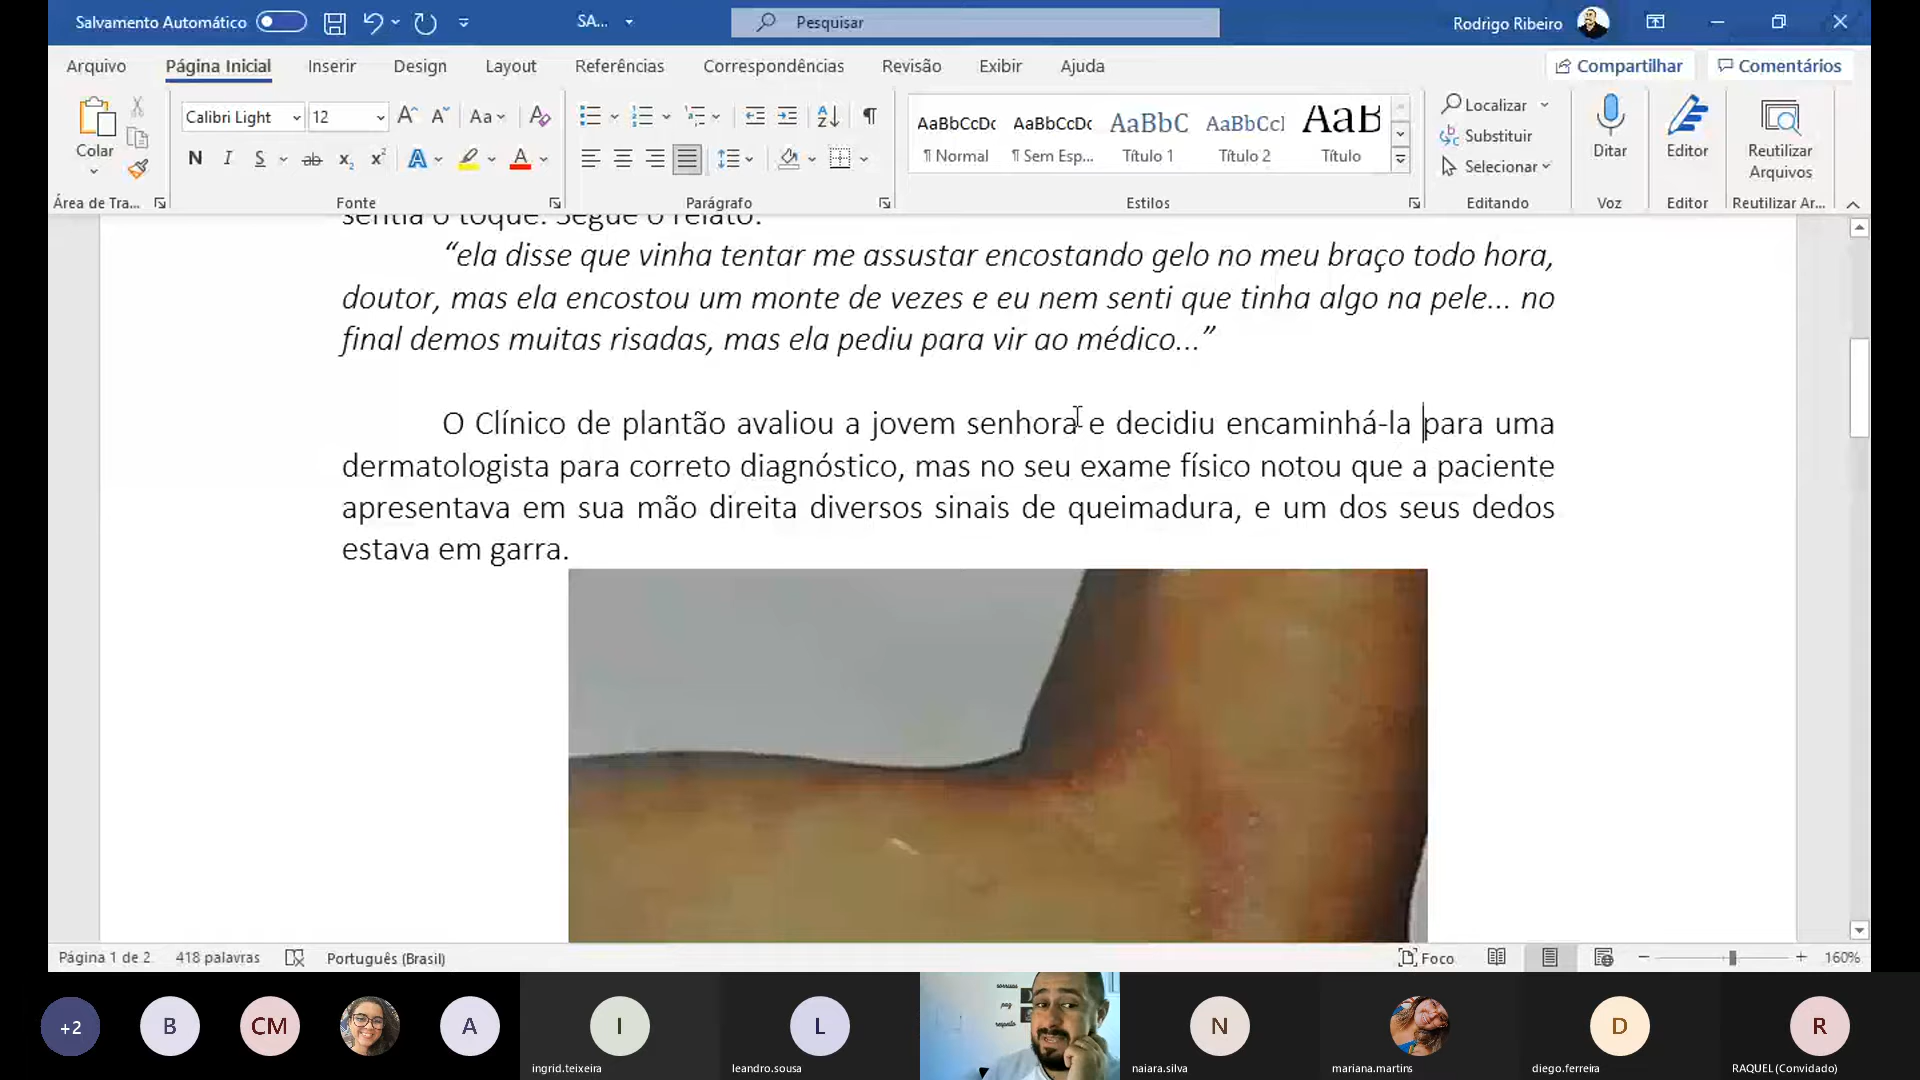 Salvamento Automático
SA...
Pesquisar
Rodrigo Ribeiro
Arquivo Página Inicial Inserir Design Layout Referências Correspondências Revisão Exibir Ajuda
Compartilhar Comentários
Colar
Calibri Light 12
N I S ab x₂ x²
AaBbCcDc AaBbCcDc AaBbC AaBbCcI AaB
¶ Normal ¶ Sem Esp... Título 1 Título 2 Título
Localizar
Substituir
Selecionar
Ditar
Editor
Reutilizar
Arquivos
Área de Tra... Fonte Parágrafo Estilos Editando Voz Editor Reutilizar Ar...
sentia o toque. Segue o relato:
“ela disse que vinha tentar me assustar encostando gelo no meu braço todo hora,
doutor, mas ela encostou um monte de vezes e eu nem senti que tinha algo na pele... no
final demos muitas risadas, mas ela pediu para vir ao médico...”
O Clínico de plantão avaliou a jovem senhora e decidiu encaminhá-la para uma
dermatologista para correto diagnóstico, mas no seu exame físico notou que a paciente
apresentava em sua mão direita diversos sinais de queimadura, e um dos seus dedos
estava em garra.
Página 1 de 2 418 palavras Português (Brasil)
Foco
160%
+2 B CM A I L N D R
ingrid.teixeira leandro.sousa naiara.silva mariana.martins diego.ferreira RAQUEL (Convidado)